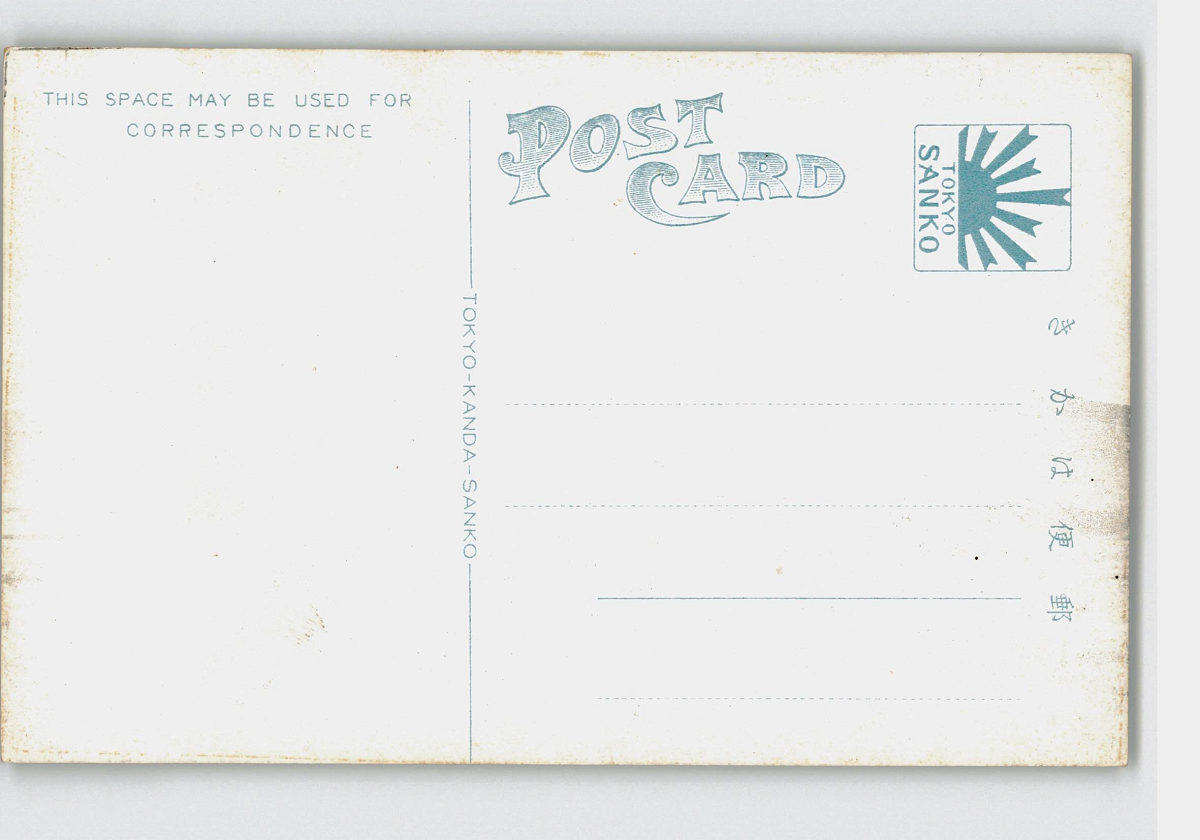 THIS SPACE MAY BE USED FOR
CORRESPONDENCE
POST
CARD
TOKYO
SANKO
TOKYO-KANDA-SANKO
きかは便郵